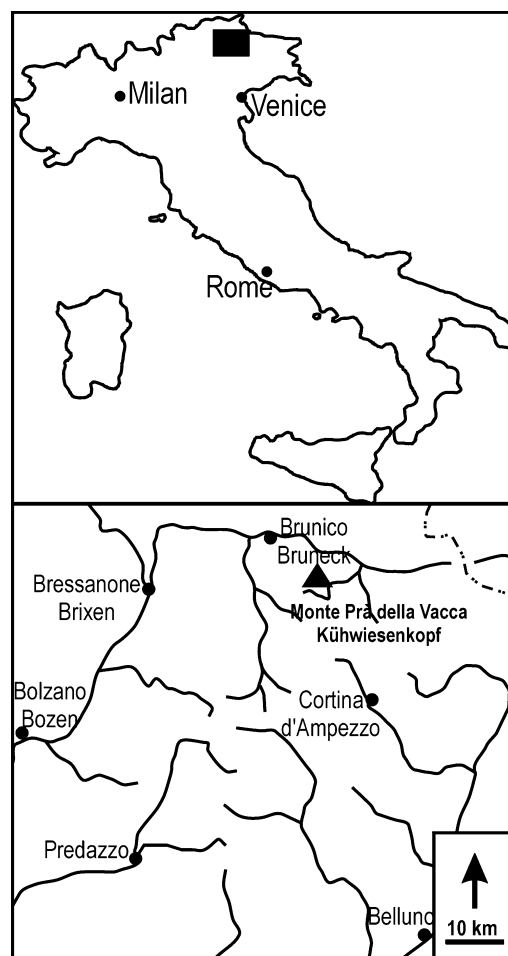 Milan
Venice
Rome
Brunico
Bruneck
Bressanone
Brixen
Monte Prà della Vacca
Kühwiesenkopf
Bolzano
Bozen
Cortina
d'Ampezzo
Predazzo
Belluno
10 km